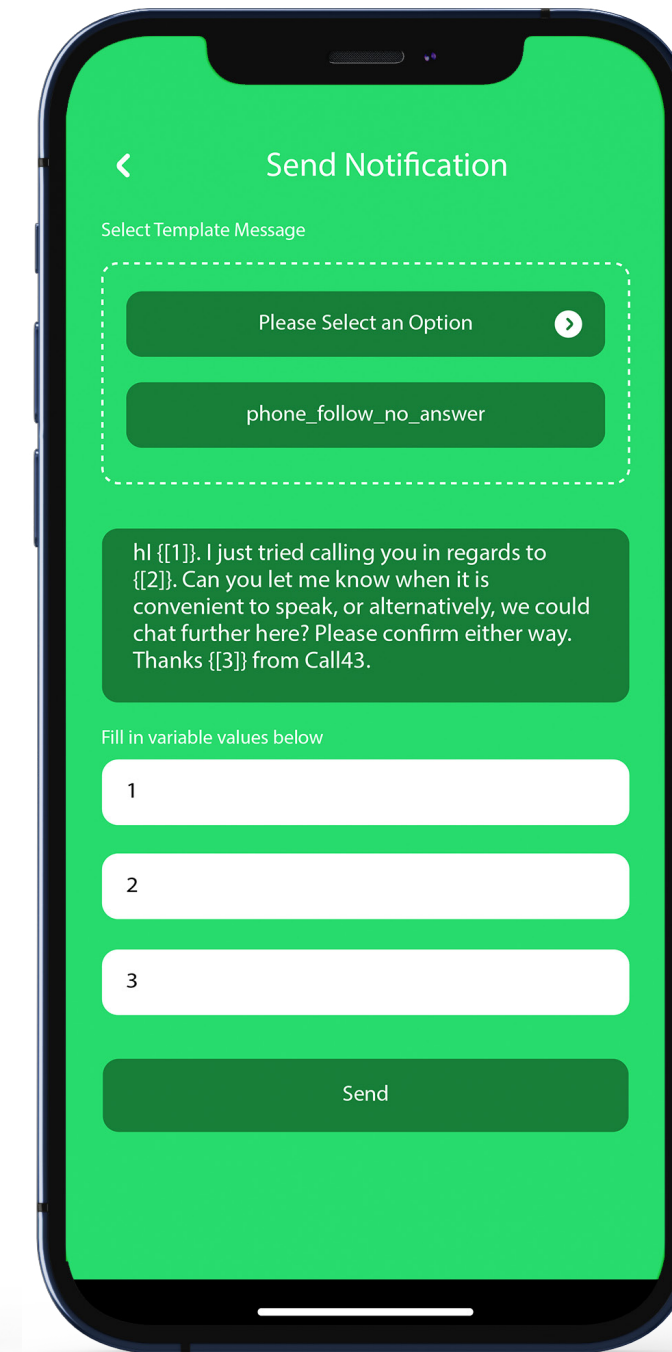 Send Notification
Select Template Message
Please Select an Option
phone_follow_no_answer
hI {[1]}. I just tried calling you in regards to
{[2]}. Can you let me know when it is
convenient to speak, or alternatively, we could
chat further here? Please confirm either way.
Thanks {[3]} from Call43.
Fill in variable values below
1
2
3
Send